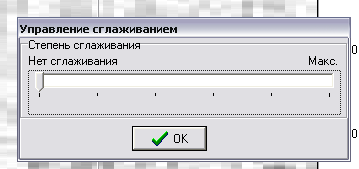 Управление сглаживанием
Степень сглаживания
Нет сглаживания Макс.
0
OK
0